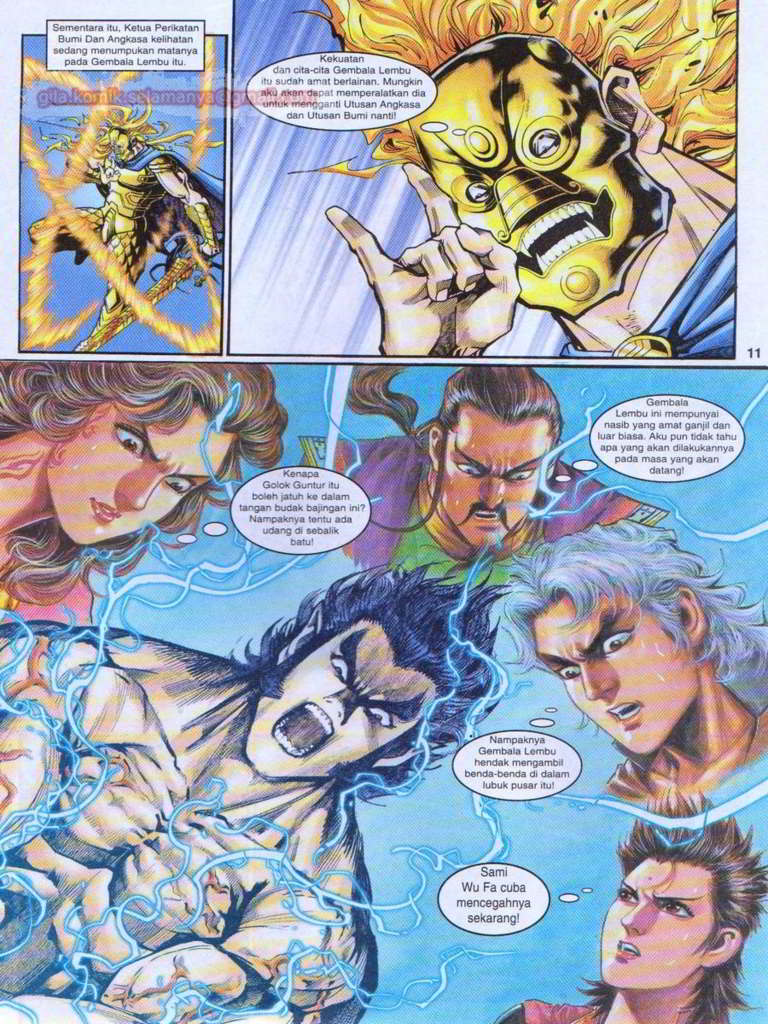 Sementara itu, Ketua Perikatan
Bumi Dan Angkasa kelihatan
sedang menumpukan matanya
pada Gembala Lembu itu.
gila.komik.selamanya@gmail.com
Kekuatan
dan cita-cita Gembala Lembu
itu sudah amat berlainan. Mungkin
aku akan dapat memperalatkan dia
untuk mengganti Utusan Angkasa
dan Utusan Bumi nanti!
11
Gembala
Lembu ini mempunyai
nasib yang amat ganjil dan
luar biasa. Aku pun tidak tahu
apa yang akan dilakukannya
pada masa yang akan
datang!
Kenapa
Golok Guntur itu
boleh jatuh ke dalam
tangan budak bajingan ini?
Nampaknya tentu ada
udang di sebalik
batu!
Nampaknya
Gembala Lembu
hendak mengambil
benda-benda di dalam
lubuk pusar itu!
Sami
Wu Fa cuba
mencegahnya
sekarang!